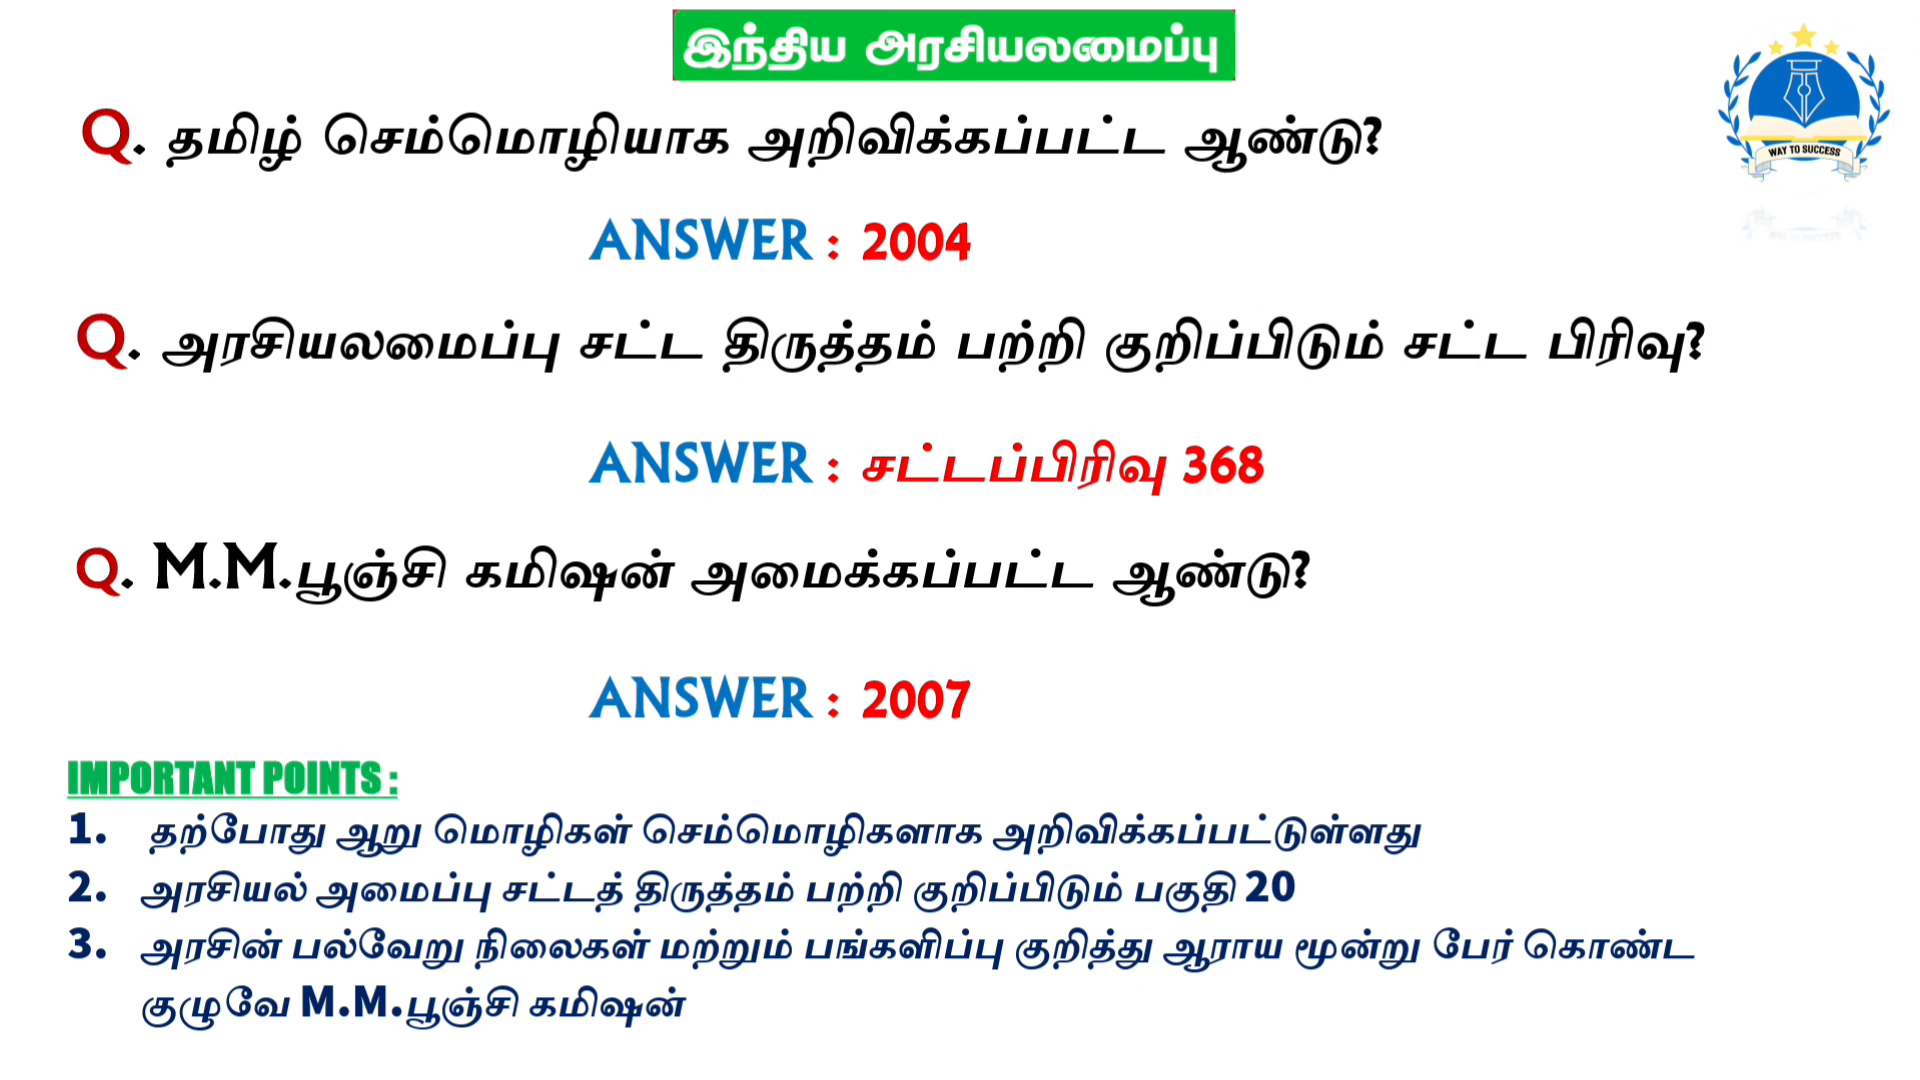 இந்திய அரசியலமைப்பு
WAY TO SUCCESS
Q. தமிழ் செம்மொழியாக அறிவிக்கப்பட்ட ஆண்டு?
ANSWER : 2004
Q. அரசியலமைப்பு சட்ட திருத்தம் பற்றி குறிப்பிடும் சட்ட பிரிவு?
ANSWER : சட்டப்பிரிவு 368
Q. M.M.பூஞ்சி கமிஷன் அமைக்கப்பட்ட ஆண்டு?
ANSWER : 2007
IMPORTANT POINTS :
1. தற்போது ஆறு மொழிகள் செம்மொழிகளாக அறிவிக்கப்பட்டுள்ளது
2. அரசியல் அமைப்பு சட்டத் திருத்தம் பற்றி குறிப்பிடும் பகுதி 20
3. அரசின் பல்வேறு நிலைகள் மற்றும் பங்களிப்பு குறித்து ஆராய மூன்று பேர் கொண்ட
குழுவே M.M.பூஞ்சி கமிஷன்